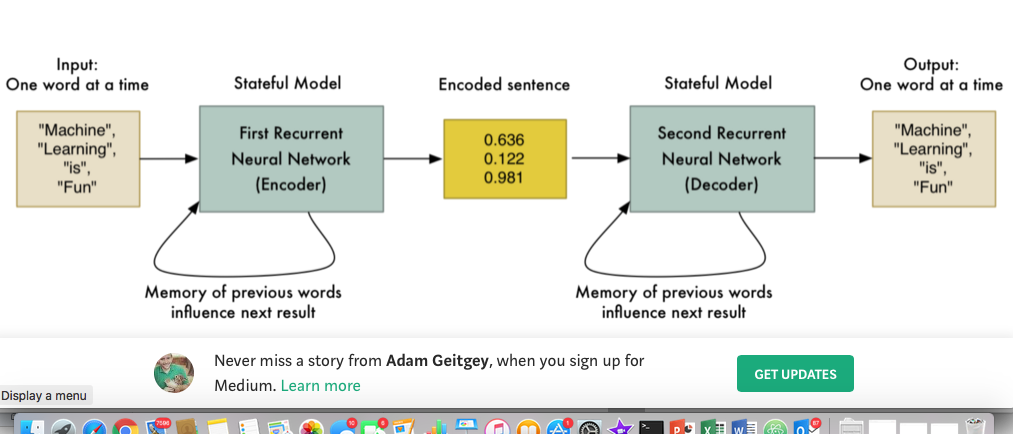 Input:
One word at a time
Stateful Model
Encoded sentence
Stateful Model
Output:
One word at a time
"Machine",
"Learning",
"is",
"Fun"
First Recurrent
Neural Network
(Encoder)
0.636
0.122
0.981
Second Recurrent
Neural Network
(Decoder)
"Machine",
"Learning",
"is",
"Fun"
Memory of previous words
influence next result
Memory of previous words
influence next result
Never miss a story from Adam Geitgey, when you sign up for
Medium. Learn more
GET UPDATES
Display a menu